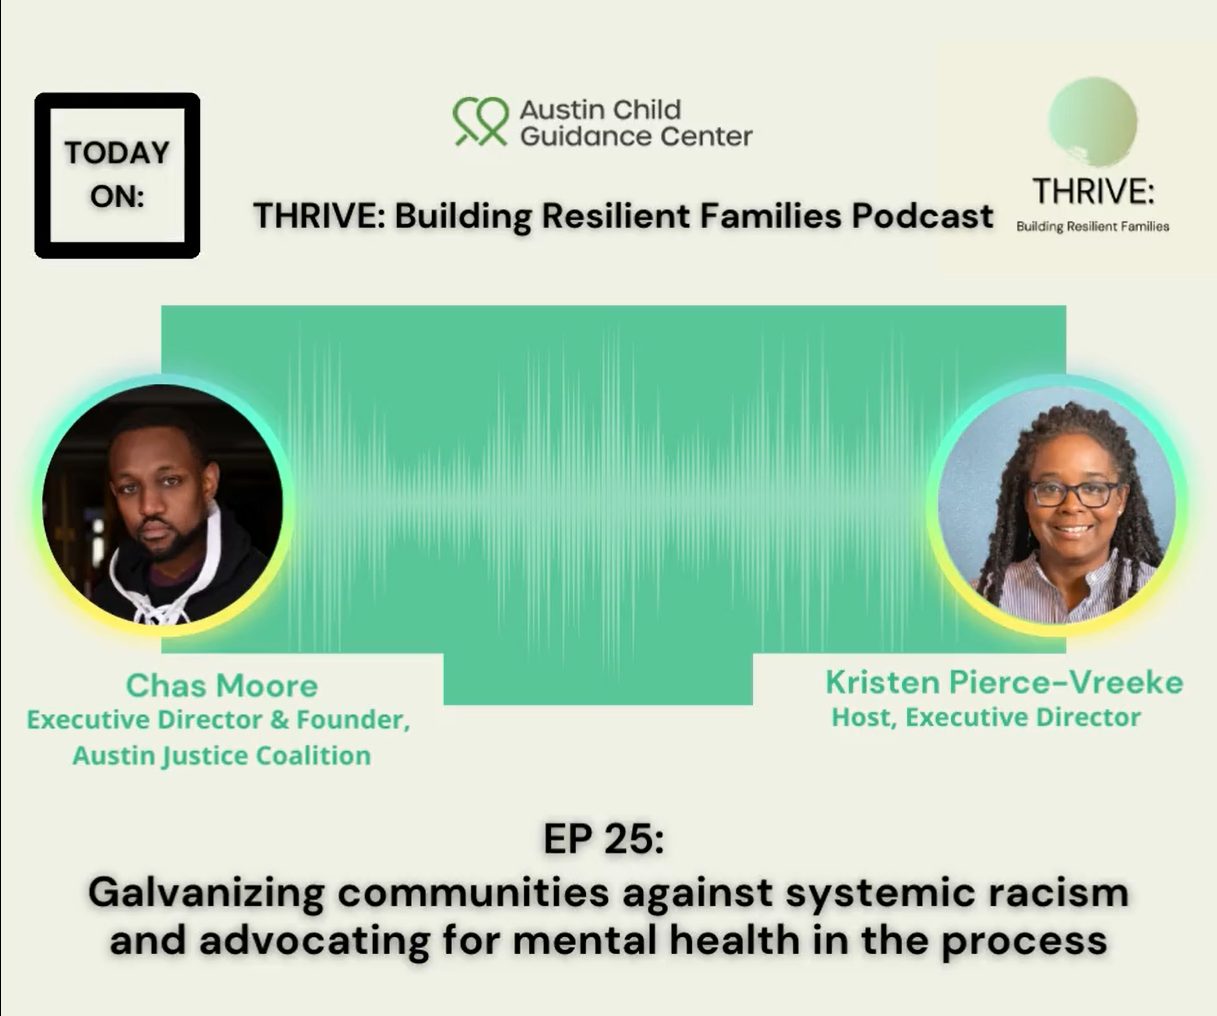 TODAY
ON:
Austin Child
Guidance Center
THRIVE: Building Resilient Families Podcast
THRIVE:
Building Resilient Families
Chas Moore
Executive Director & Founder,
Austin Justice Coalition
Kristen Pierce-Vreeke
Host, Executive Director
EP 25:
Galvanizing communities against systemic racism
and advocating for mental health in the process